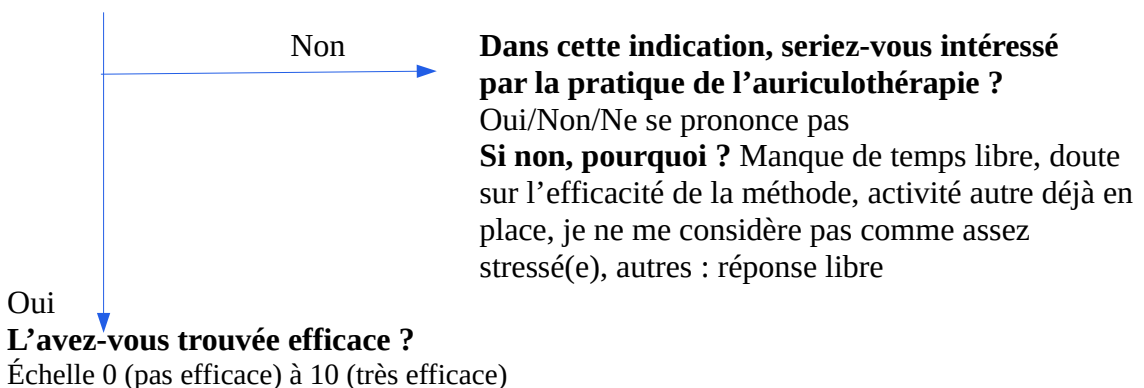 Non
Dans cette indication, seriez-vous intéressé
par la pratique de l’auriculothérapie ?
Oui/Non/Ne se prononce pas
Si non, pourquoi ? Manque de temps libre, doute
sur l’efficacité de la méthode, activité autre déjà en
place, je ne me considère pas comme assez
stressé(e), autres : réponse libre
Oui
L’avez-vous trouvée efficace ?
Échelle 0 (pas efficace) à 10 (très efficace)